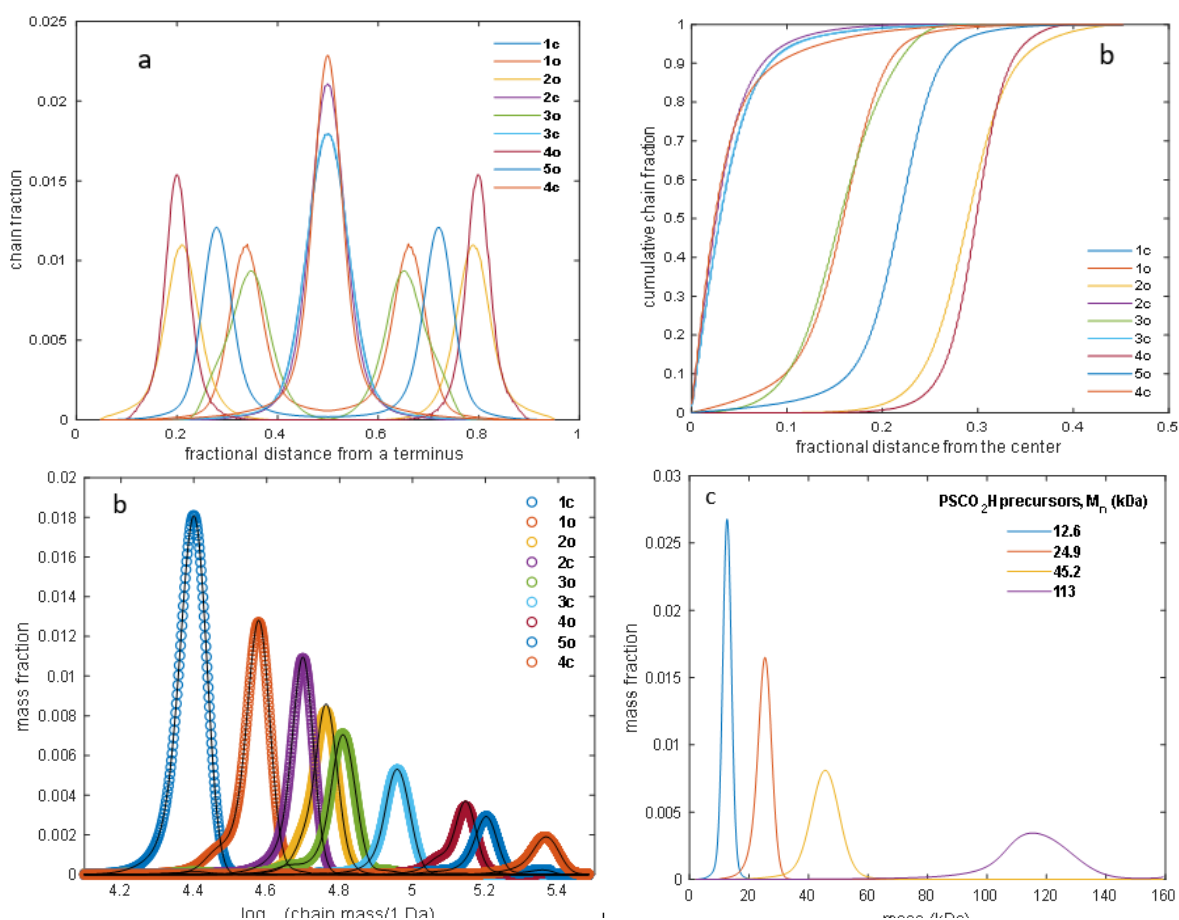 0.025
0.02
0.015
0.01
0.005
0
a
1c
1o
2o
2c
3o
3c
4o
5o
4c
0 0.2 0.4 0.6 0.8 1
fractional distance from a terminus
chain fraction
1
0.9
0.8
0.7
0.6
0.5
0.4
0.3
0.2
0.1
0
b
1c
1o
2o
2c
3o
3c
4o
5o
4c
0 0.1 0.2 0.3 0.4 0.5
fractional distance from the center
cumulative chain fraction
0.02
0.018
0.016
0.014
0.012
0.01
0.008
0.006
0.004
0.002
0
b
1c
1o
2o
2c
3o
3c
4o
5o
4c
4.2 4.4 4.6 4.8 5 5.2 5.4
log (chain mass/1 Da)
mass fraction
0.03
0.025
0.02
0.015
0.01
0.005
0
c
PSCO2H precursors, Mn (kDa)
12.6
24.9
45.2
113
0 20 40 60 80 100 120 140 160
mass (kDa)
mass fraction